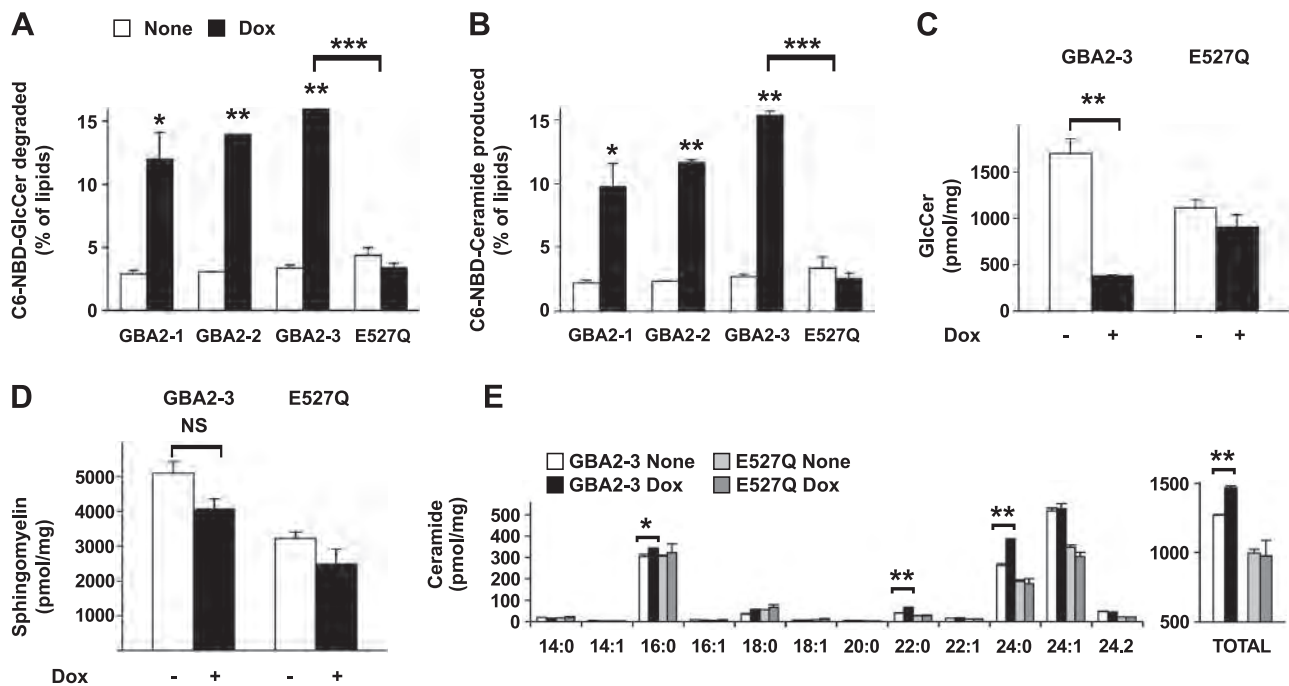 A
None Dox
***
*
**
**
C6-NBD-GlcCer degraded
(% of lipids)
15
10
5
0
GBA2-1 GBA2-2 GBA2-3 E527Q
B
***
*
**
**
C6-NBD-Ceramide produced
(% of lipids)
15
10
5
0
GBA2-1 GBA2-2 GBA2-3 E527Q
C
GBA2-3 E527Q
**
GlcCer
(pmol/mg)
1500
1000
500
0
Dox - + - +
D
GBA2-3 E527Q
NS
Sphingomyelin
(pmol/mg)
5000
4000
3000
2000
1000
Dox - + - +
E
GBA2-3 None E527Q None
GBA2-3 Dox E527Q Dox
*
**
**
**
Ceramide
(pmol/mg)
500
400
300
200
100
0
14:0 14:1 16:0 16:1 18:0 18:1 20:0 22:0 22:1 24:0 24:1 24.2
1500
1000
500
TOTAL